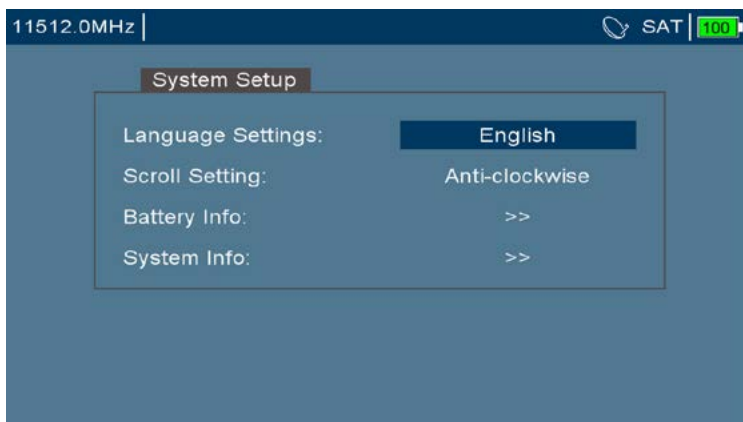 11512.0MHz SAT 100
System Setup
Language Settings: English
Scroll Setting: Anti-clockwise
Battery Info: >>
System Info: >>